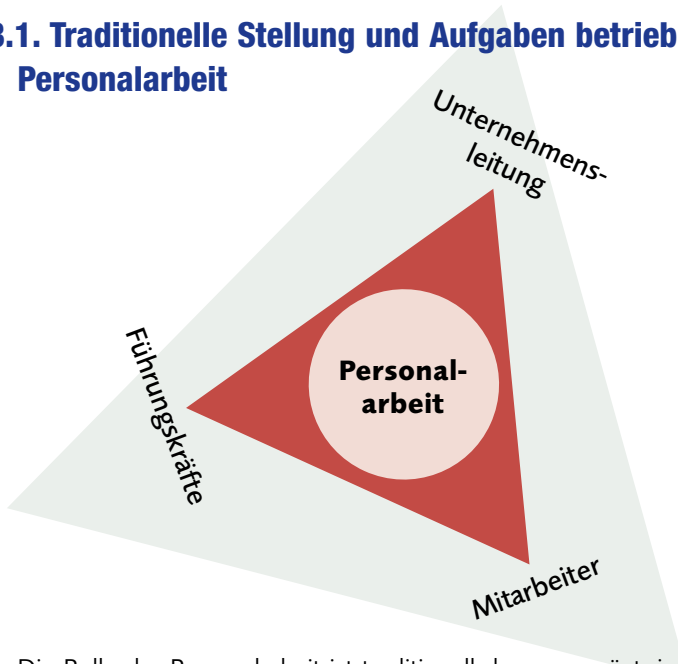 3.1. Traditionelle Stellung und Aufgaben betrieb
Personalarbeit
Unternehmens-
leitung
Führungskräfte
Personal-
arbeit
Mitarbeiter